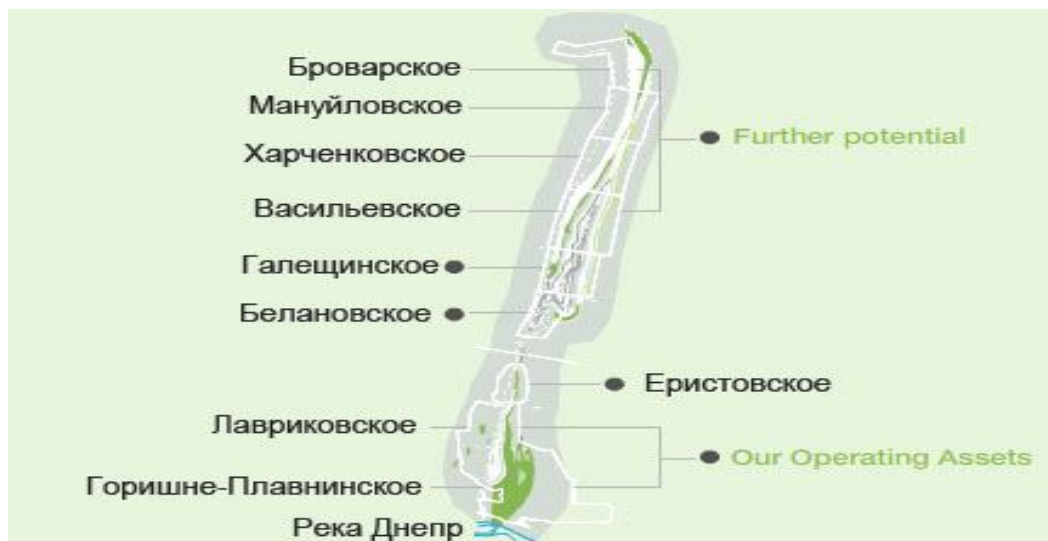 Броварское
Мануйловское
Харченковское
Васильевское
Галещинское
Белановское
Лавриковское
Горишне-Плавнинское
Река Днепр
Further potential
Еристовское
Our Operating Assets